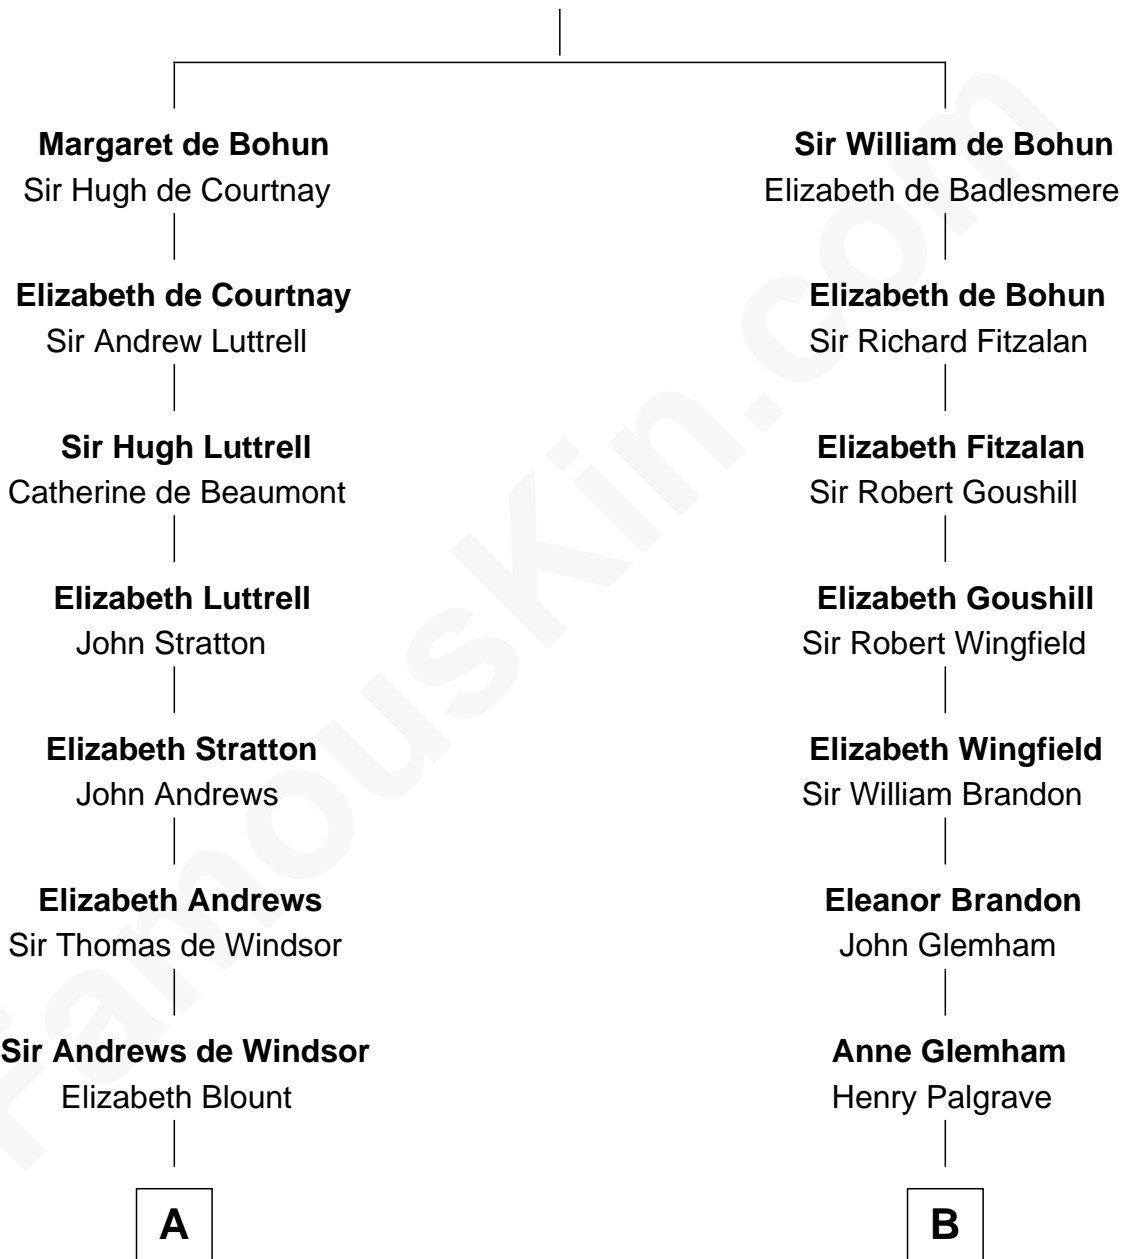 Margaret de Bohun
Sir Hugh de Courtnay
Elizabeth de Courtnay
Sir Andrew Luttrell
Sir Hugh Luttrell
Catherine de Beaumont
Elizabeth Luttrell
John Stratton
Elizabeth Stratton
John Andrews
Elizabeth Andrews
Sir Thomas de Windsor
Sir Andrews de Windsor
Elizabeth Blount
A
Sir William de Bohun
Elizabeth de Badlesmere
Elizabeth de Bohun
Sir Richard Fitzalan
Elizabeth Fitzalan
Sir Robert Goushill
Elizabeth Goushill
Sir Robert Wingfield
Elizabeth Wingfield
Sir William Brandon
Eleanor Brandon
John Glemham
Anne Glemham
Henry Palgrave
B
FamousKin.com